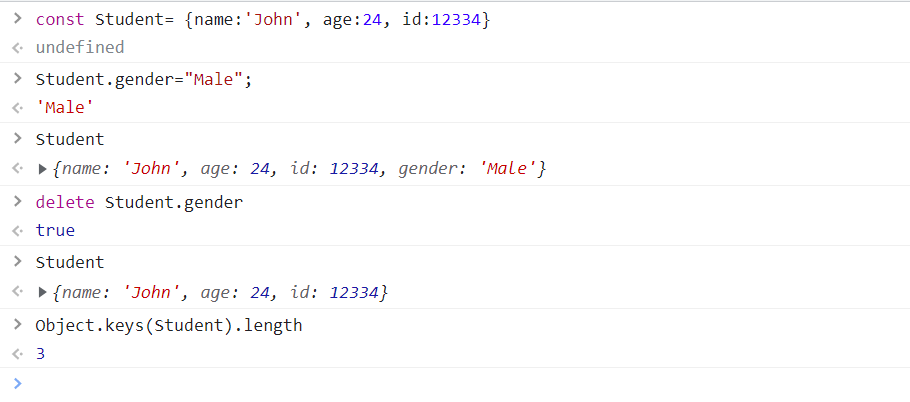 > const Student= {name:'John', age:24, id:12334}
<· undefined
> Student.gender="Male";
<· 'Male'
> Student
<· ▶{name: 'John', age: 24, id: 12334, gender: 'Male'}
> delete Student.gender
<· true
> Student
<· ▶{name: 'John', age: 24, id: 12334}
> Object.keys(Student).length
<· 3
>